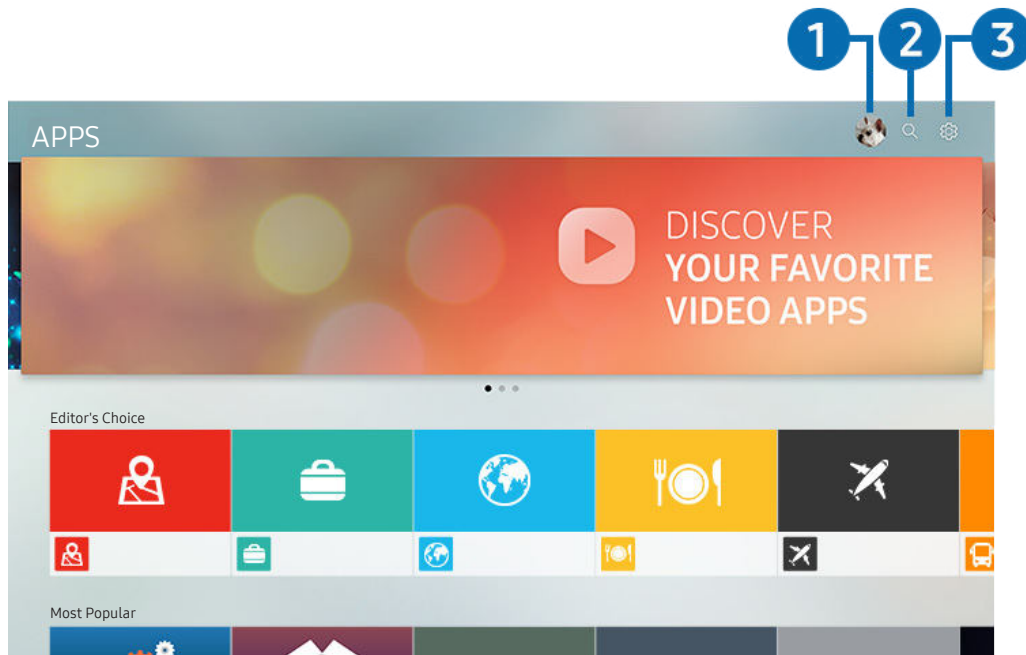 1 2 3
APPS
DISCOVER
YOUR FAVORITE
VIDEO APPS
Editor's Choice
Most Popular